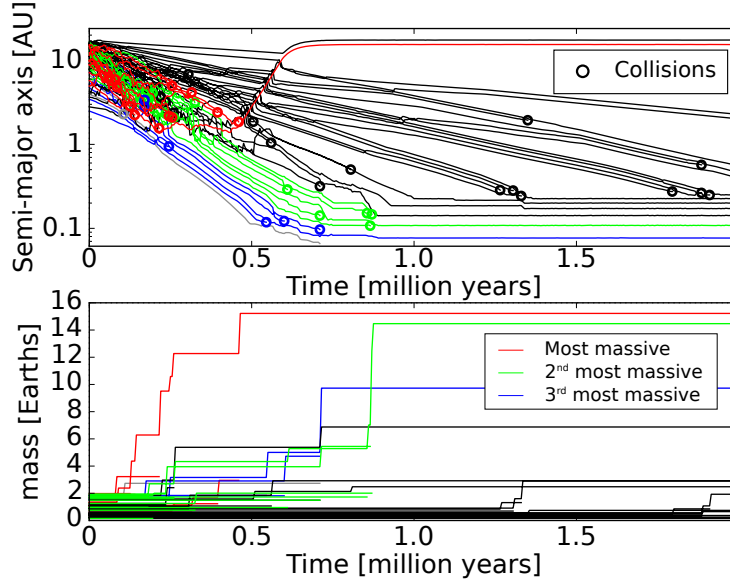 Semi-major axis [AU]
10
1
0.1
Collisions
0
0.5
1.0
1.5
Time [million years]
mass [Earths]
16
14
12
10
8
6
4
2
0
Most massive
2nd most massive
3rd most massive
0
0.5
1.0
1.5
Time [million years]